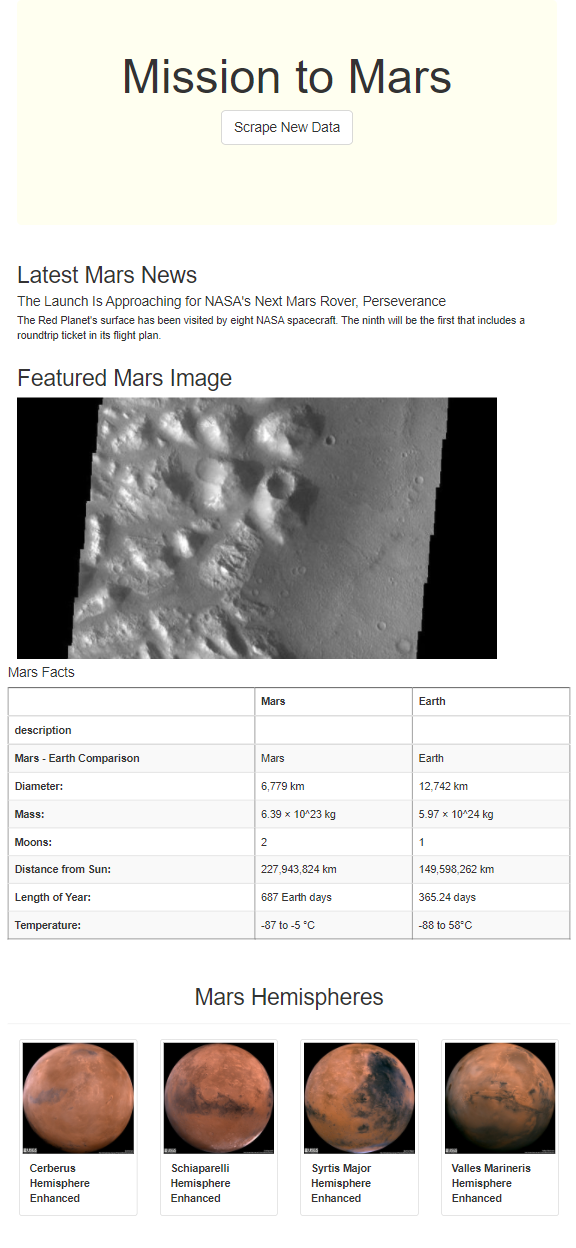 Mission to Mars
Scrape New Data
Latest Mars News
The Launch Is Approaching for NASA's Next Mars Rover, Perseverance
The Red Planet's surface has been visited by eight NASA spacecraft. The ninth will be the first that includes a
roundtrip ticket in its flight plan.
Featured Mars Image
Mars Facts
Mars Earth
description
Mars - Earth Comparison Mars Earth
Diameter: 6,779 km 12,742 km
Mass: 6.39 × 10^23 kg 5.97 × 10^24 kg
Moons: 2 1
Distance from Sun: 227,943,824 km 149,598,262 km
Length of Year: 687 Earth days 365.24 days
Temperature: -87 to -5 °C -88 to 58°C
Mars Hemispheres
Cerberus
Hemisphere
Enhanced
Schiaparelli
Hemisphere
Enhanced
Syrtis Major
Hemisphere
Enhanced
Valles Marineris
Hemisphere
Enhanced